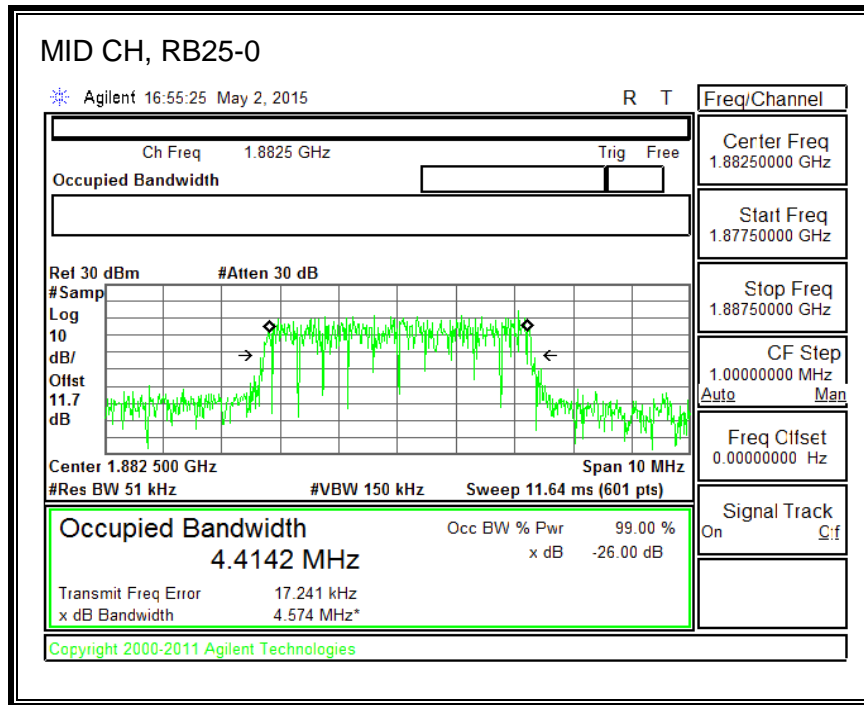 MID CH, RB25-0
Agilent 16:55:25 May 2, 2015 R T
Freq/Channel
Ch Freq 1.8825 GHz Trig Free
Occupied Bandwidth
Center Freq
1.88250000 GHz
Start Freq
1.87750000 GHz
Stop Freq
1.88750000 GHz
CF Step
1.00000000 MHz
Auto Man
Freq Offset
0.00000000 Hz
Signal Track
On Off
Ref 30 dBm #Atten 30 dB
#Samp
Log
10
dB/
Offst
11.7
dB
Center 1.882 500 GHz Span 10 MHz
#Res BW 51 kHz #VBW 150 kHz Sweep 11.64 ms (601 pts)
Occupied Bandwidth
4.4142 MHz
Occ BW % Pwr 99.00 %
x dB -26.00 dB
Transmit Freq Error 17.241 kHz
x dB Bandwidth 4.574 MHz*
Copyright 2000-2011 Agilent Technologies